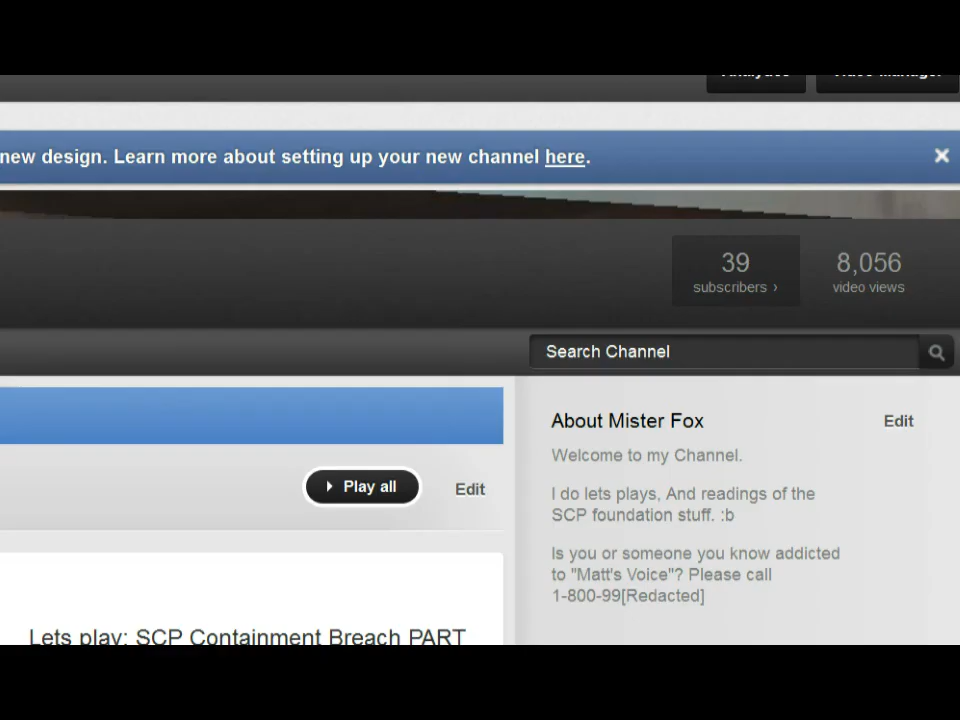 Analytics Video Manager
new design. Learn more about setting up your new channel here.
39
subscribers ›
8,056
video views
Search Channel
About Mister Fox
Edit
Welcome to my Channel.
I do lets plays, And readings of the
SCP foundation stuff. :b
Is you or someone you know addicted
to "Matt's Voice"? Please call
1-800-99[Redacted]
Play all
Edit
Lets play: SCP Containment Breach PART